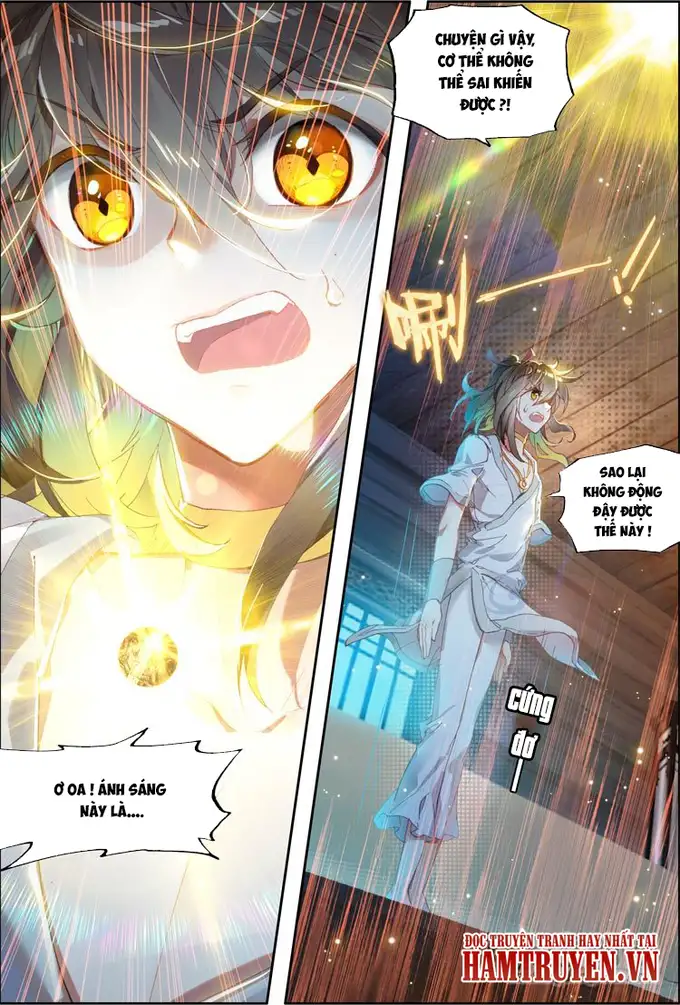 Ơ OA ! ÁNH SÁNG
NÀY LÀ....
CHUYỆN GÌ VẬY,
CƠ THỂ KHÔNG
THỂ SAI KHIẾN
ĐƯỢC ?!
唰 — !!
SAO LẠI
KHÔNG ĐỘNG
ĐẬY ĐƯỢC
THẾ NÀY !
CỨNG
ĐƠ
ĐỌC TRUYỆN TRANH HAY NHẤT TẠI
HAMTRUYEN.VN